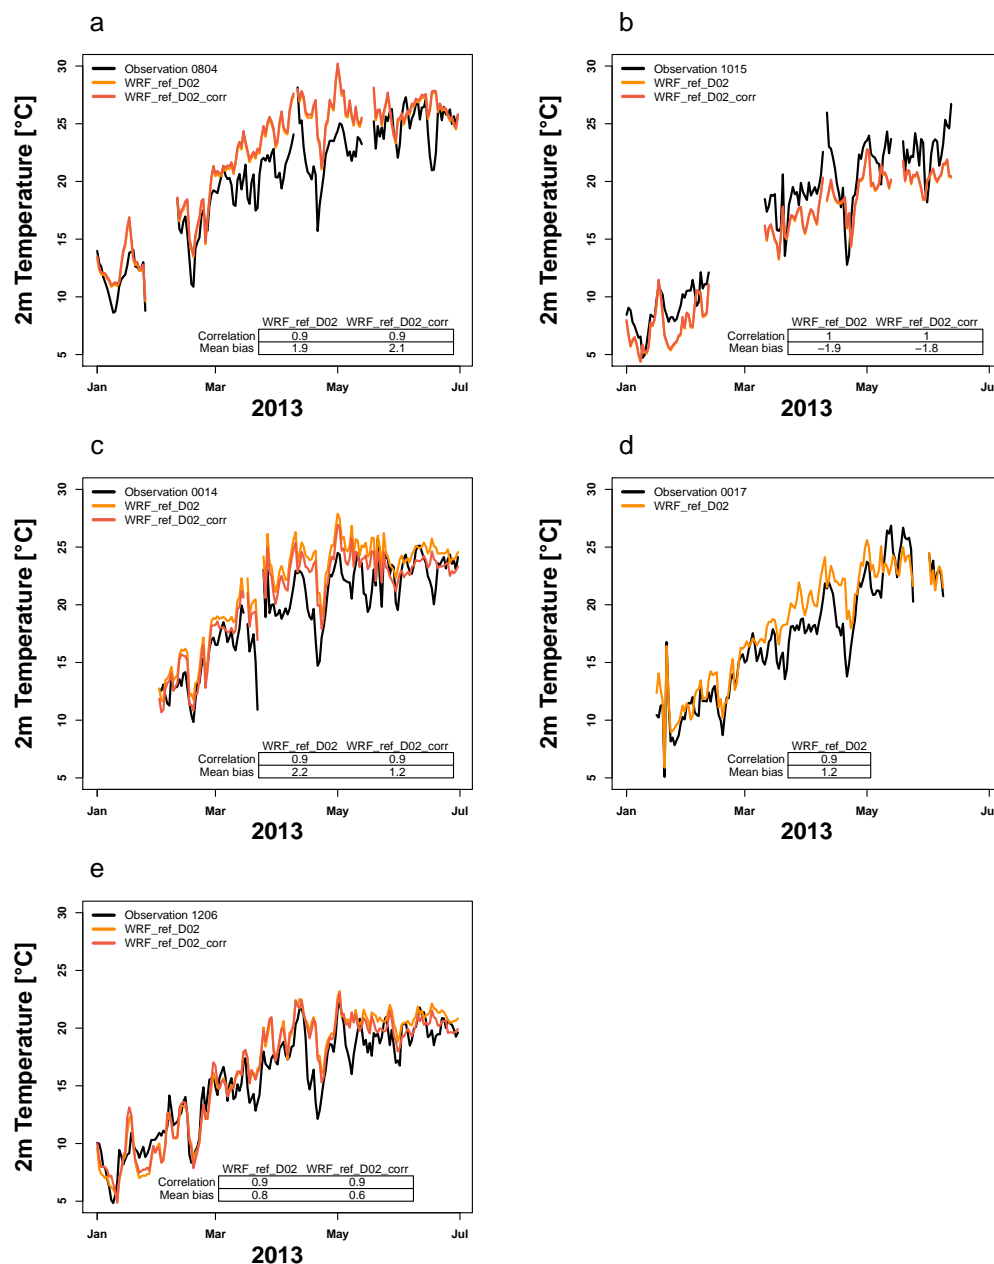 a
2m Temperature [°C]
30
25
20
15
10
5
Observation 0804
WRF_ref_D02
WRF_ref_D02_corr
WRF_ref_D02 WRF_ref_D02_corr
Correlation 0.9 0.9
Mean bias 1.9 2.1
Jan Mar May Jul
2013
b
2m Temperature [°C]
30
25
20
15
10
5
Observation 1015
WRF_ref_D02
WRF_ref_D02_corr
WRF_ref_D02 WRF_ref_D02_corr
Correlation 1 1
Mean bias −1.9 −1.8
Jan Mar May Ju
2013
c
2m Temperature [°C]
30
25
20
15
10
5
Observation 0014
WRF_ref_D02
WRF_ref_D02_corr
WRF_ref_D02 WRF_ref_D02_corr
Correlation 0.9 0.9
Mean bias 2.2 1.2
Jan Mar May Jul
2013
d
2m Temperature [°C]
30
25
20
15
10
5
Observation 0017
WRF_ref_D02
WRF_ref_D02
Correlation 0.9
Mean bias 1.2
Jan Mar May Ju
2013
e
2m Temperature [°C]
30
25
20
15
10
5
Observation 1206
WRF_ref_D02
WRF_ref_D02_corr
WRF_ref_D02 WRF_ref_D02_corr
Correlation 0.9 0.9
Mean bias 0.8 0.6
Jan Mar May Jul
2013